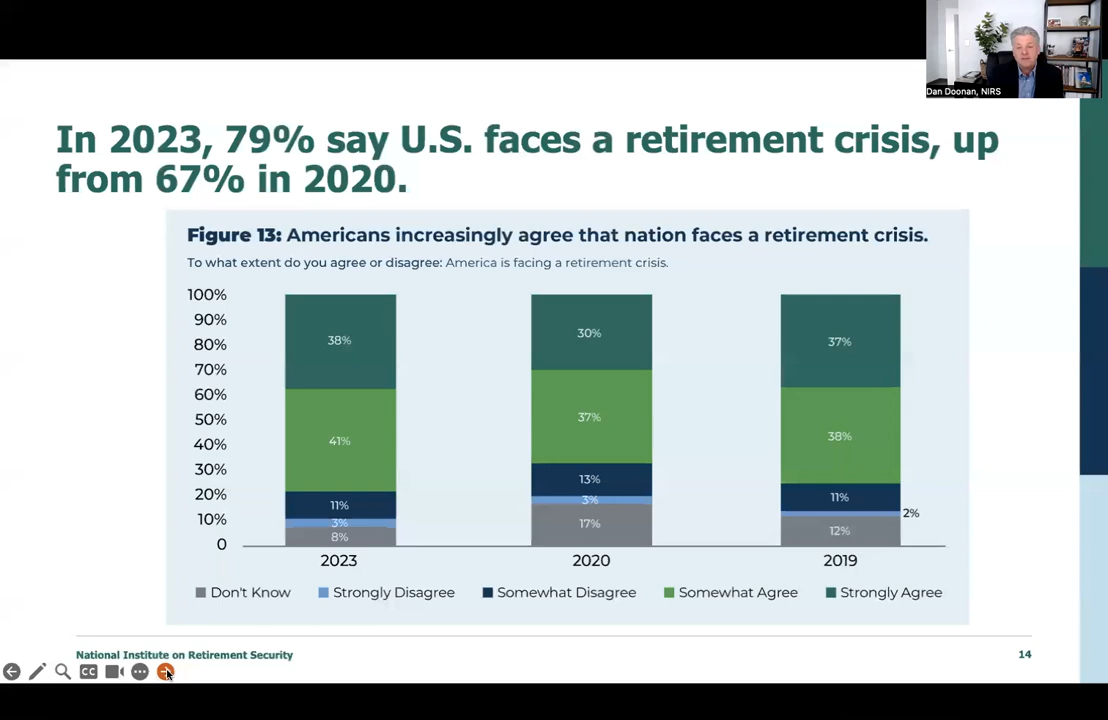 Dan Doonan, NIRS
In 2023, 79% say U.S. faces a retirement crisis, up
from 67% in 2020.
Figure 13: Americans increasingly agree that nation faces a retirement crisis.
To what extent do you agree or disagree: America is facing a retirement crisis.
100%
90%
80%
70%
60%
50%
40%
30%
20%
10%
0
38%
41%
11%
3%
8%
30%
37%
13%
3%
17%
37%
38%
11%
2%
12%
2023 2020 2019
Don't Know Strongly Disagree Somewhat Disagree Somewhat Agree Strongly Agree
National Institute on Retirement Security 14
CC